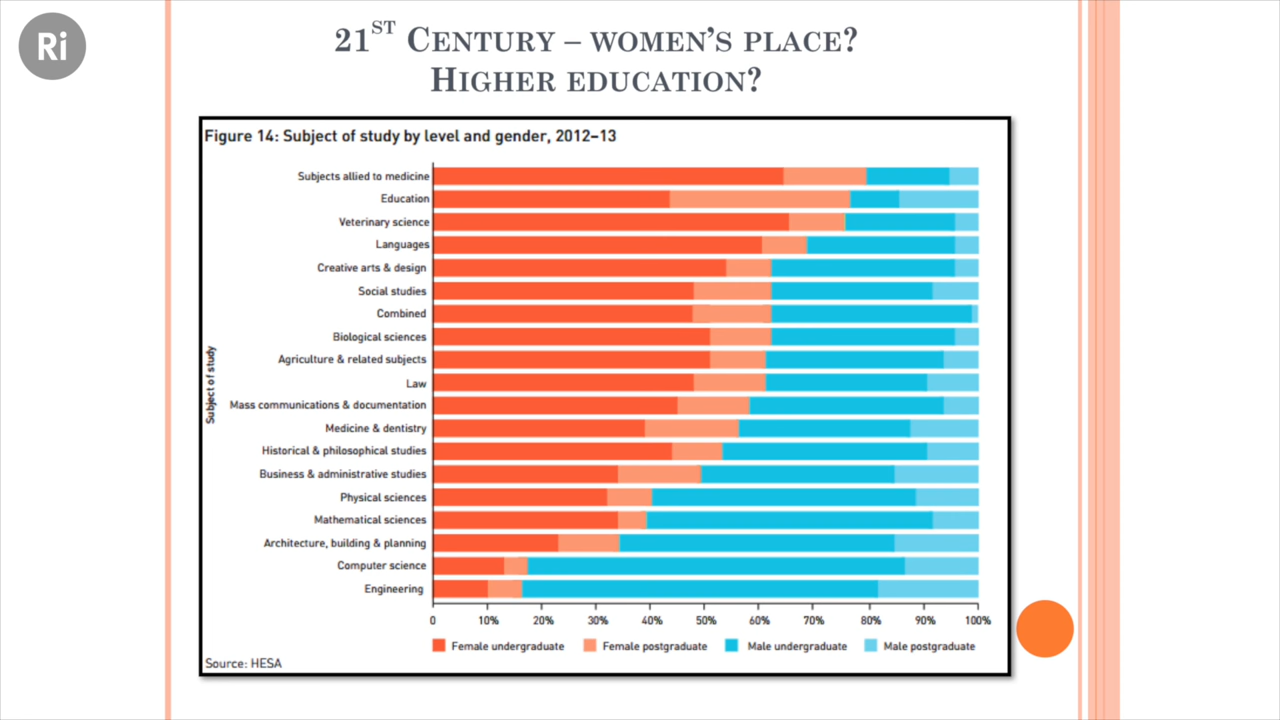 Ri
21ST CENTURY – WOMEN'S PLACE?
HIGHER EDUCATION?
Figure 14: Subject of study by level and gender, 2012–13
Subject of study
Subjects allied to medicine
Education
Veterinary science
Languages
Creative arts & design
Social studies
Combined
Biological sciences
Agriculture & related subjects
Law
Mass communications & documentation
Medicine & dentistry
Historical & philosophical studies
Business & administrative studies
Physical sciences
Mathematical sciences
Architecture, building & planning
Computer science
Engineering
0 10% 20% 30% 40% 50% 60% 70% 80% 90% 100%
Female undergraduate Female postgraduate Male undergraduate Male postgraduate
Source: HESA